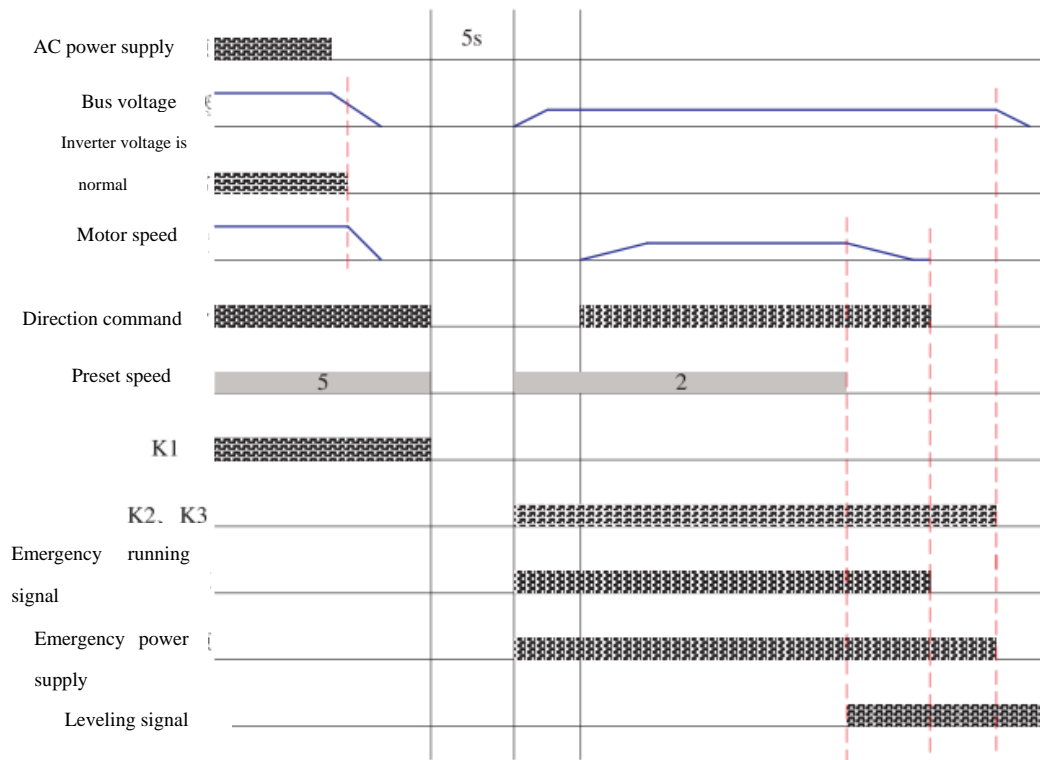 5s
AC power supply
Bus voltage
Inverter voltage is
normal
Motor speed
Direction command
Preset speed
5
2
K1
K2、K3
Emergency running
signal
Emergency power
supply
Leveling signal